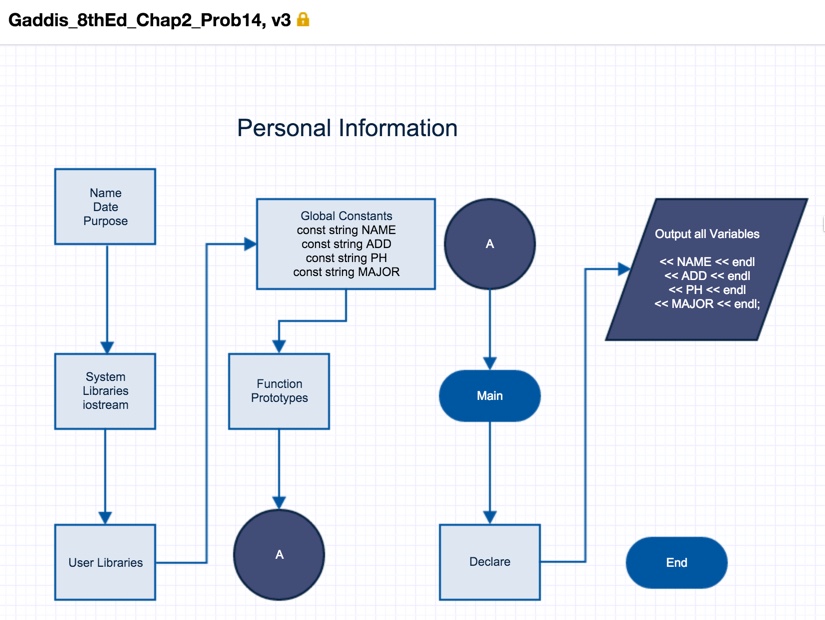 Gaddis_8thEd_Chap2_Prob14, v3
Personal Information
Name
Date
Purpose
System
Libraries
iostream
User Libraries
Global Constants
const string NAME
const string ADD
const string PH
const string MAJOR
Function
Prototypes
A
A
Main
Declare
Output all Variables
<< NAME << endl
<< ADD << endl
<< PH << endl
<< MAJOR << endl;
End